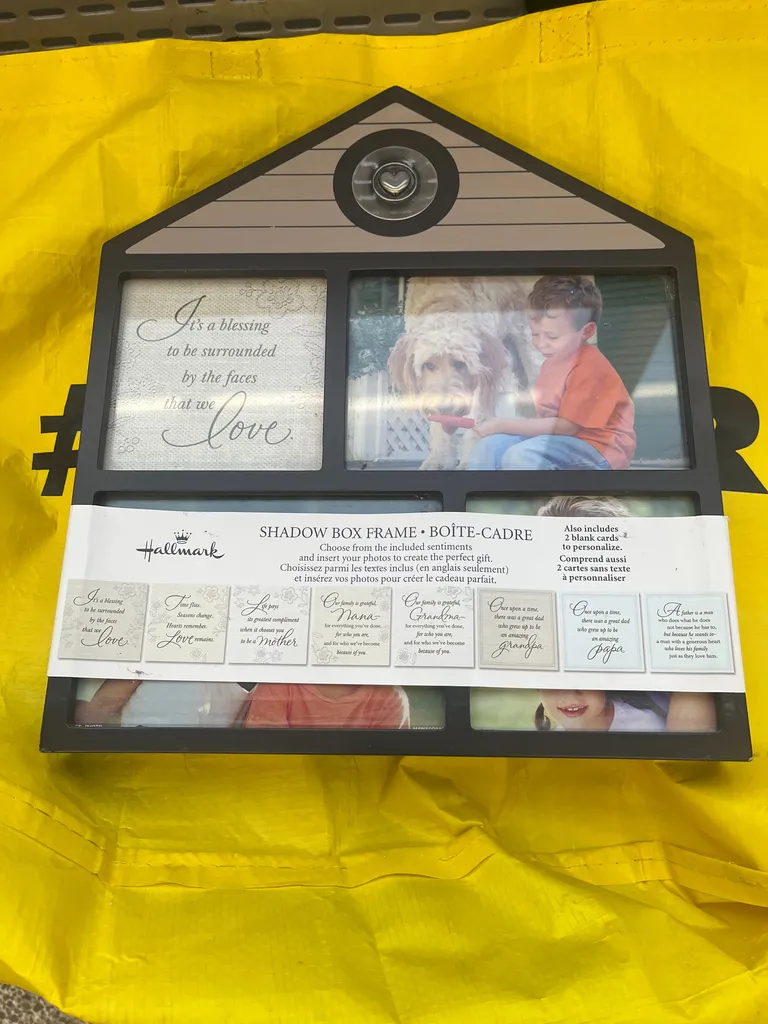 It's a blessing
to be surrounded
by the faces
that we
love.
#
R
Hallmark
SHADOW BOX FRAME • BOÎTE-CADRE
Choose from the included sentiments
and insert your photos to create the perfect gift.
Choisissez parmi les textes inclus (en anglais seulement)
et insérez vos photos pour créer le cadeau parfait.
Also includes
2 blank cards
to personalize.
Comprend aussi
2 cartes sans texte
à personnaliser
It's a blessing
to be surrounded
by the faces
that we
love
Time flies.
Seasons change.
Hearts remember.
Love remains.
Life pays
its greatest compliment
when it chooses you
to be a Mother
Our family is grateful,
Nana—
for everything you've done,
for who you are,
and for who we've become
because of you.
Our family is grateful,
Grandma—
for everything you've done,
for who you are,
and for who we've become
because of you.
Once upon a time,
there was a great dad
who grew up to be
an amazing
grandpa
Once upon a time,
there was a great dad
who grew up to be
an amazing
papa
A father is a man
who does what he does
not because he has to,
but because he wants to—
a man with a generous heart
who loves his family
just as they love him.